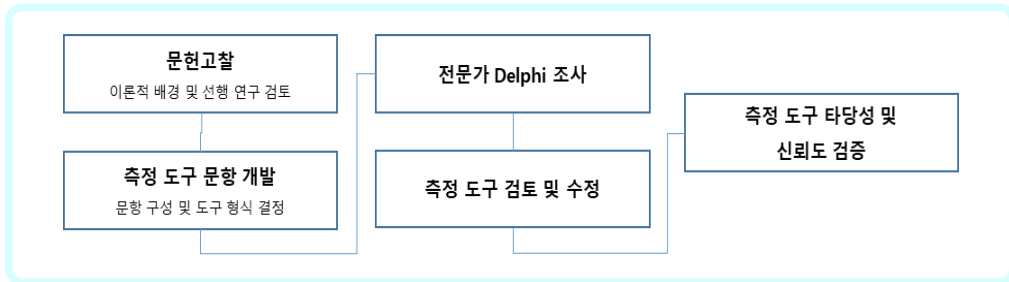 문헌고찰
이론적 배경 및 선행 연구 검토
측정 도구 문항 개발
문항 구성 및 도구 형식 결정
전문가 Delphi 조사
측정 도구 검토 및 수정
측정 도구 타당성 및
신뢰도 검증